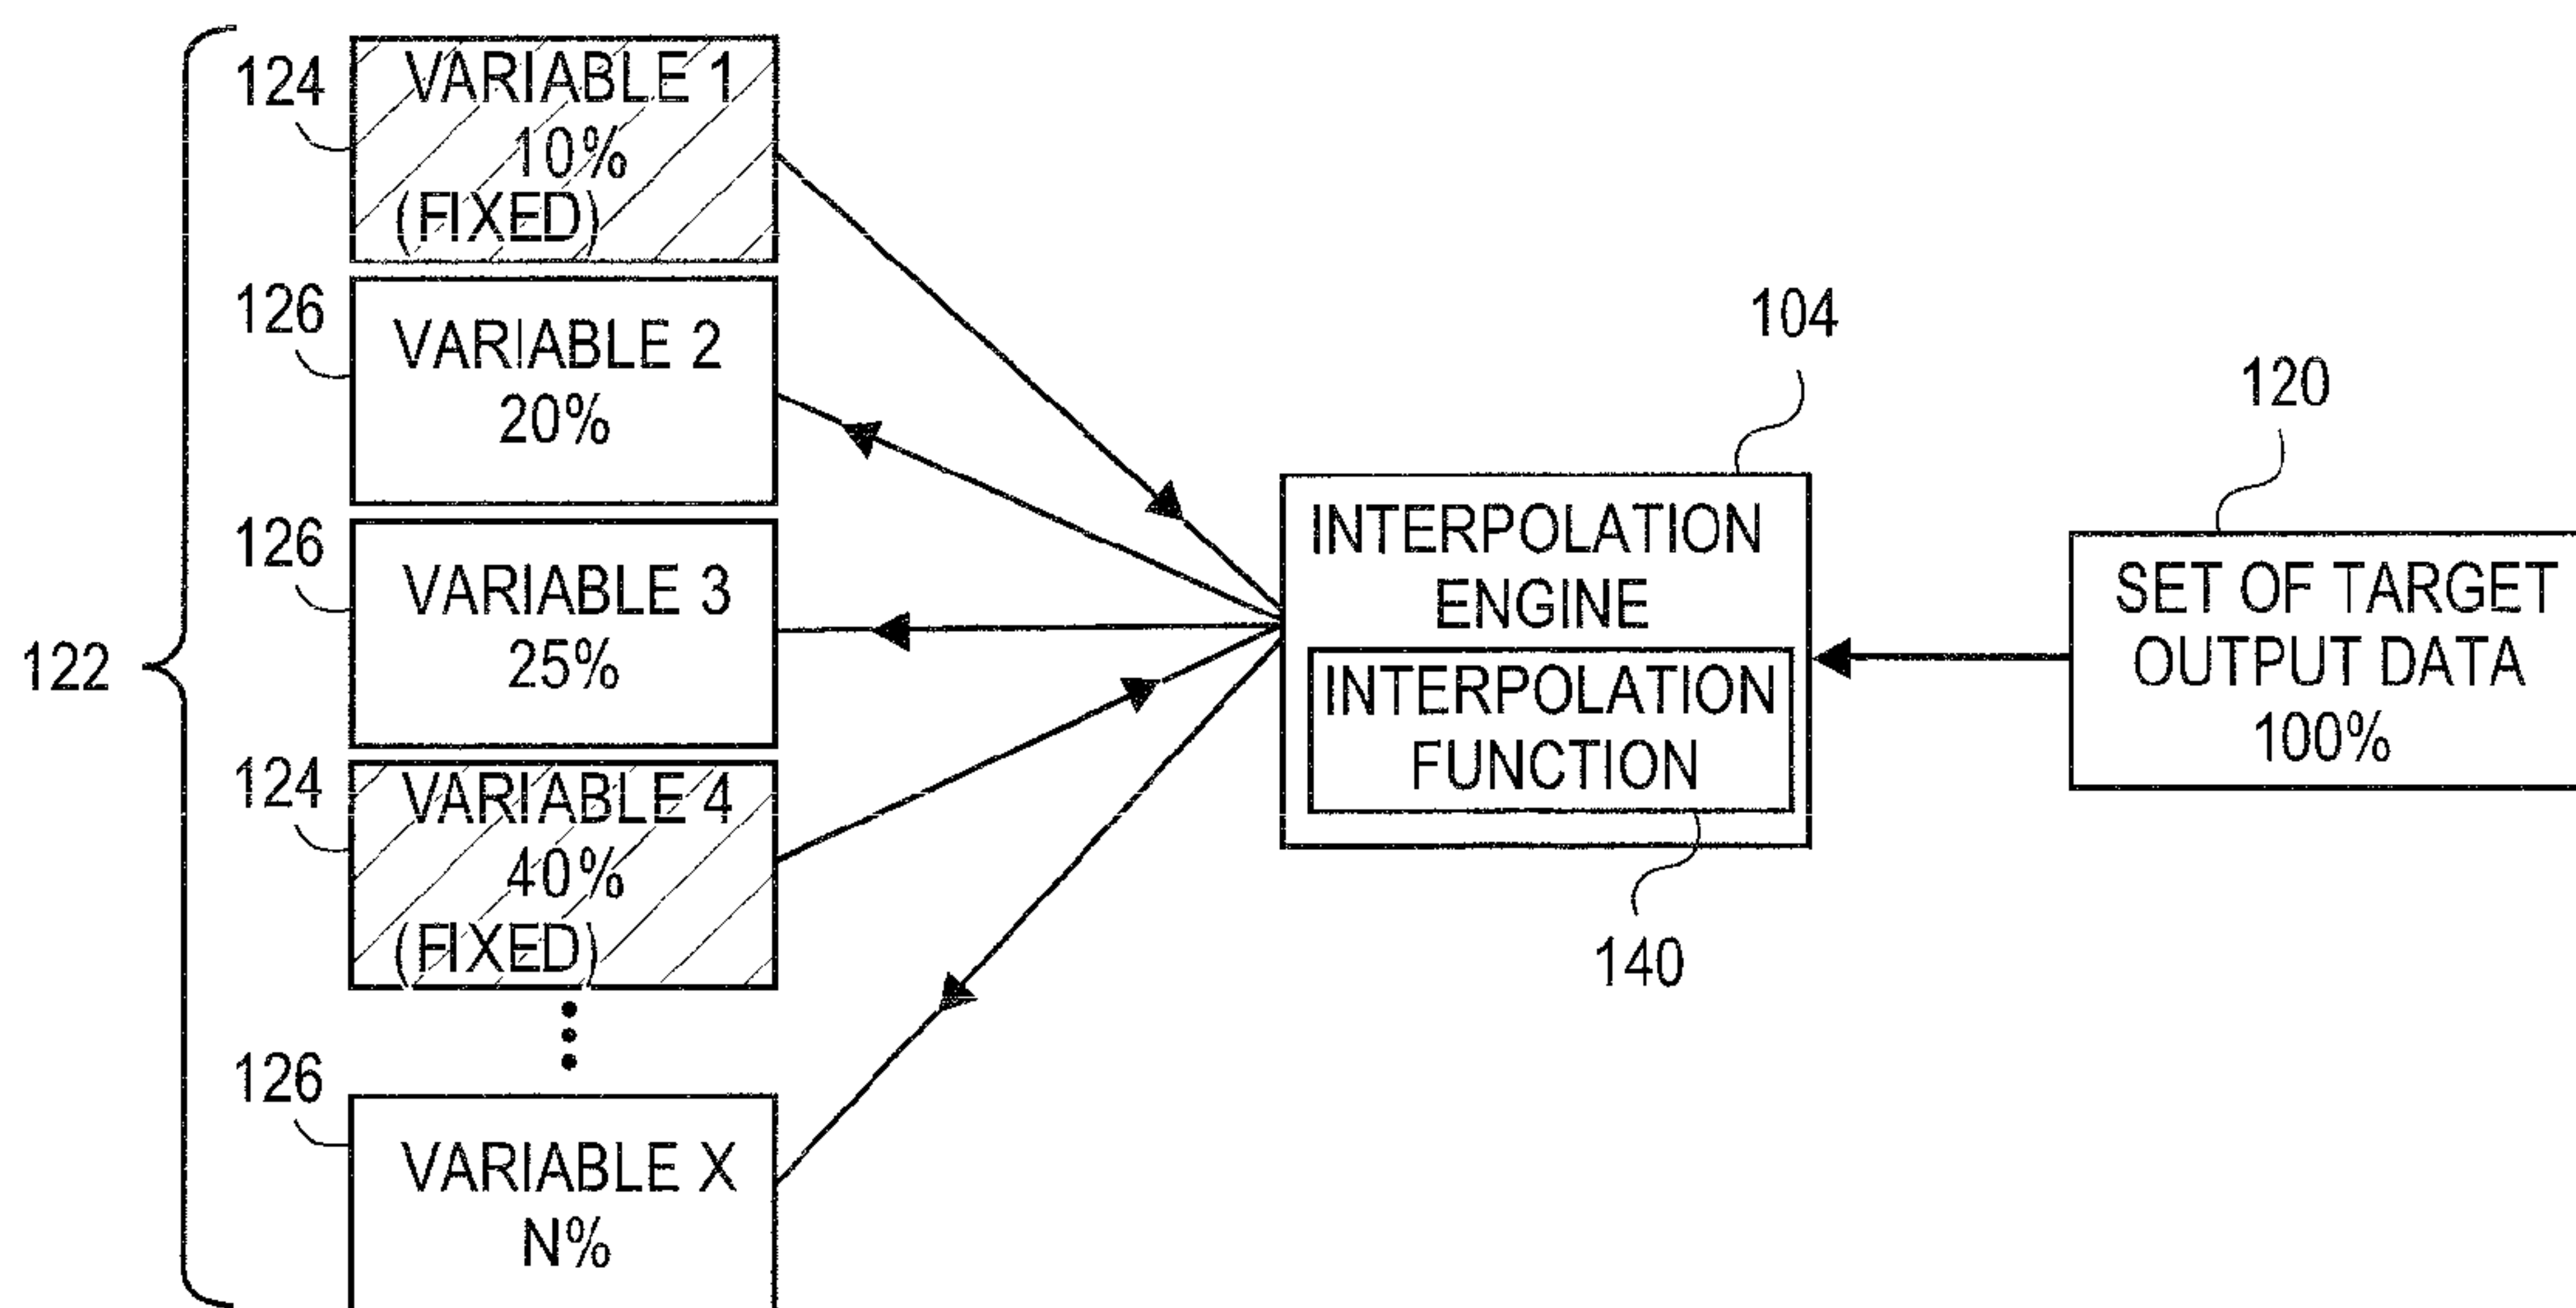 124
VARIABLE 1
10%
(FIXED)
126
VARIABLE 2
20%
126
VARIABLE 3
25%
122
124
VARIABLE 4
40%
(FIXED)
126
VARIABLE X
N%
104
INTERPOLATION
ENGINE
INTERPOLATION
FUNCTION
140
120
SET OF TARGET
OUTPUT DATA
100%